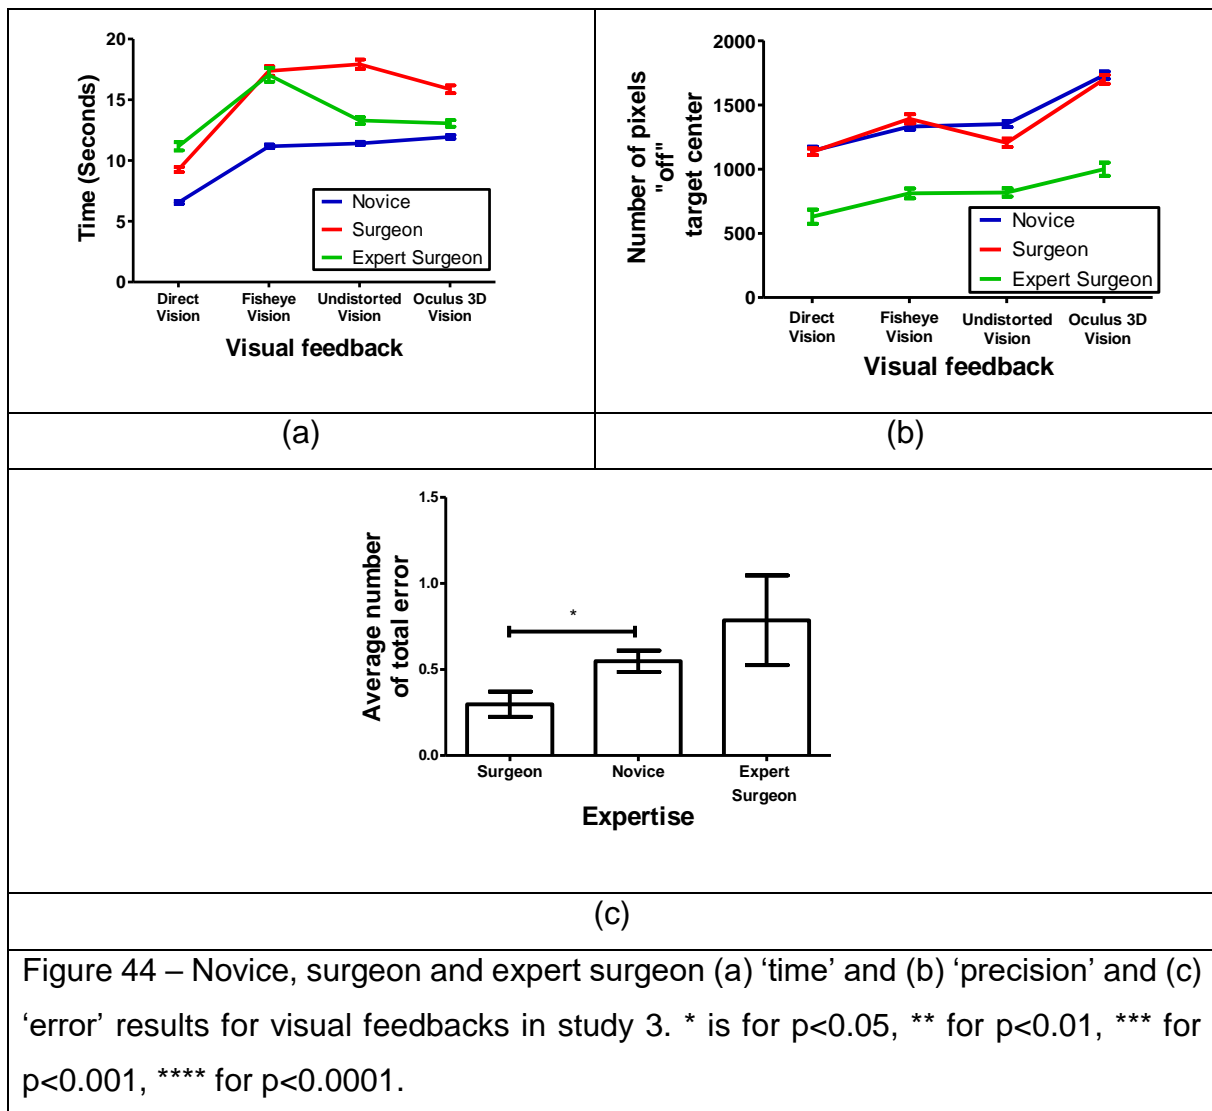 20
15
10
5
0
Time (Seconds)
Novice
Surgeon
Expert Surgeon
Direct Vision
Fisheye Vision
Undistorted Vision
Oculus 3D Vision
Visual feedback
2000
1500
1000
500
0
Number of pixels
"off"
target center
Novice
Surgeon
Expert Surgeon
Direct Vision
Fisheye Vision
Undistorted Vision
Oculus 3D Vision
Visual feedback
(a)
(b)
1.5
1.0
0.5
0.0
Average number
of total error
*
Surgeon
Novice
Expert Surgeon
Expertise
(c)
Figure 44 – Novice, surgeon and expert surgeon (a) ‘time’ and (b) ‘precision’ and (c)
‘error’ results for visual feedbacks in study 3. * is for p<0.05, ** for p<0.01, *** for
p<0.001, **** for p<0.0001.